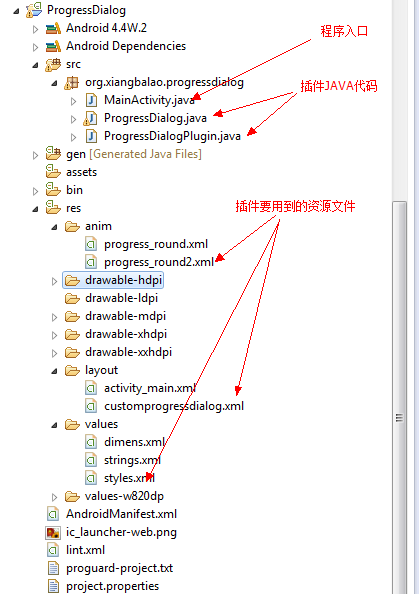 ProgressDialog
Android 4.4W.2
程序入口
Android Dependencies
src
org.xiangbalao.progressdialog
插件JAVA代码
MainActivity.java
ProgressDialog.java
ProgressDialogPlugin.java
gen [Generated Java Files]
assets
bin
res
插件要用到的资源文件
anim
progress_round.xml
progress_round2.xml
drawable-hdpi
drawable-ldpi
drawable-mdpi
drawable-xhdpi
drawable-xxhdpi
layout
activity_main.xml
customprogressdialog.xml
values
dimens.xml
strings.xml
styles.xml
values-w820dp
AndroidManifest.xml
ic_launcher-web.png
lint.xml
proguard-project.txt
project.properties